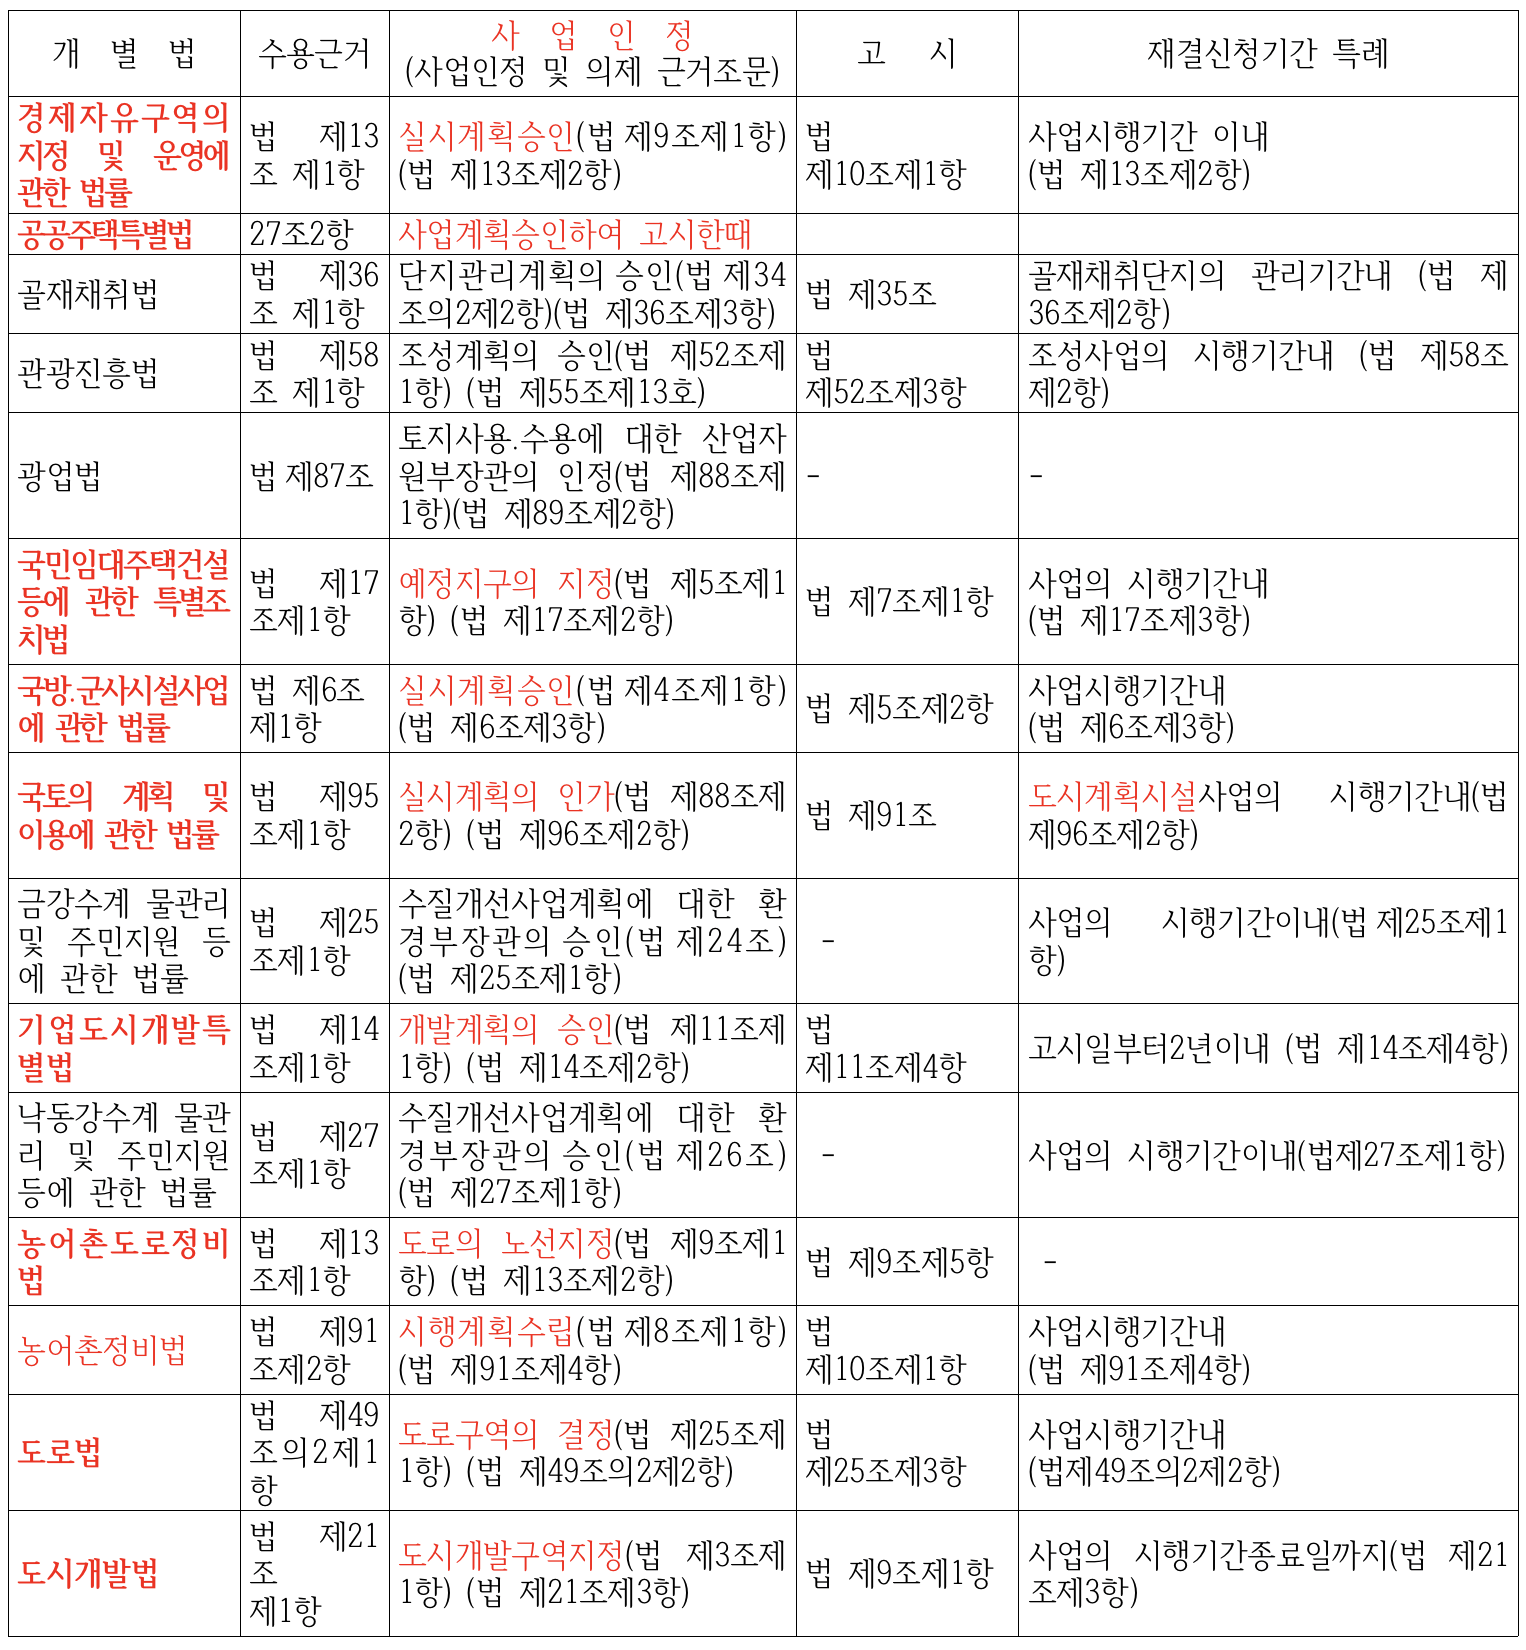 개 별 법
수용근거
사 업 인 정
(사업인정 및 의제 근거조문)
고 시
재결신청기간 특례
경제자유구역의
지정 및 운영에
관한 법률
법 제13
조 제1항
실시계획승인(법 제9조제1항)
(법 제13조제2항)
법
제10조제1항
사업시행기간 이내
(법 제13조제2항)
공공주택특별법
27조2항
사업계획승인하여 고시한때
골재채취법
법 제36
조 제1항
단지관리계획의 승인(법 제34
조의2제2항)(법 제36조제3항)
법 제35조
골재채취단지의 관리기간내 (법 제
36조제2항)
관광진흥법
법 제58
조 제1항
조성계획의 승인(법 제52조제
1항) (법 제55조제13호)
법
제52조제3항
조성사업의 시행기간내 (법 제58조
제2항)
광업법
법 제87조
토지사용.수용에 대한 산업자
원부장관의 인정(법 제88조제
1항)(법 제89조제2항)
-
-
국민임대주택건설
등에 관한 특별조
치법
법 제17
조제1항
예정지구의 지정(법 제5조제1
항) (법 제17조제2항)
법 제7조제1항
사업의 시행기간내
(법 제17조제3항)
국방.군사시설사업
에 관한 법률
법 제6조
제1항
실시계획승인(법 제4조제1항)
(법 제6조제3항)
법 제5조제2항
사업시행기간내
(법 제6조제3항)
국토의 계획 및
이용에 관한 법률
법 제95
조제1항
실시계획의 인가(법 제88조제
2항) (법 제96조제2항)
법 제91조
도시계획시설사업의 시행기간내(법
제96조제2항)
금강수계 물관리
및 주민지원 등
에 관한 법률
법 제25
조제1항
수질개선사업계획에 대한 환
경부장관의 승인(법 제24조)
(법 제25조제1항)
-
사업의 시행기간이내(법 제25조제1
항)
기업도시개발특
별법
법 제14
조제1항
개발계획의 승인(법 제11조제
1항) (법 제14조제2항)
법
제11조제4항
고시일부터2년이내 (법 제14조제4항)
낙동강수계 물관
리 및 주민지원
등에 관한 법률
법 제27
조제1항
수질개선사업계획에 대한 환
경부장관의 승인(법 제26조)
(법 제27조제1항)
-
사업의 시행기간이내(법제27조제1항)
농어촌도로정비
법
법 제13
조제1항
도로의 노선지정(법 제9조제1
항) (법 제13조제2항)
법 제9조제5항
-
농어촌정비법
법 제91
조제2항
시행계획수립(법 제8조제1항)
(법 제91조제4항)
법
제10조제1항
사업시행기간내
(법 제91조제4항)
도로법
법 제49
조의2제1
항
도로구역의 결정(법 제25조제
1항) (법 제49조의2제2항)
법
제25조제3항
사업시행기간내
(법제49조의2제2항)
도시개발법
법 제21
조
제1항
도시개발구역지정(법 제3조제
1항) (법 제21조제3항)
법 제9조제1항
사업의 시행기간종료일까지(법 제21
조제3항)